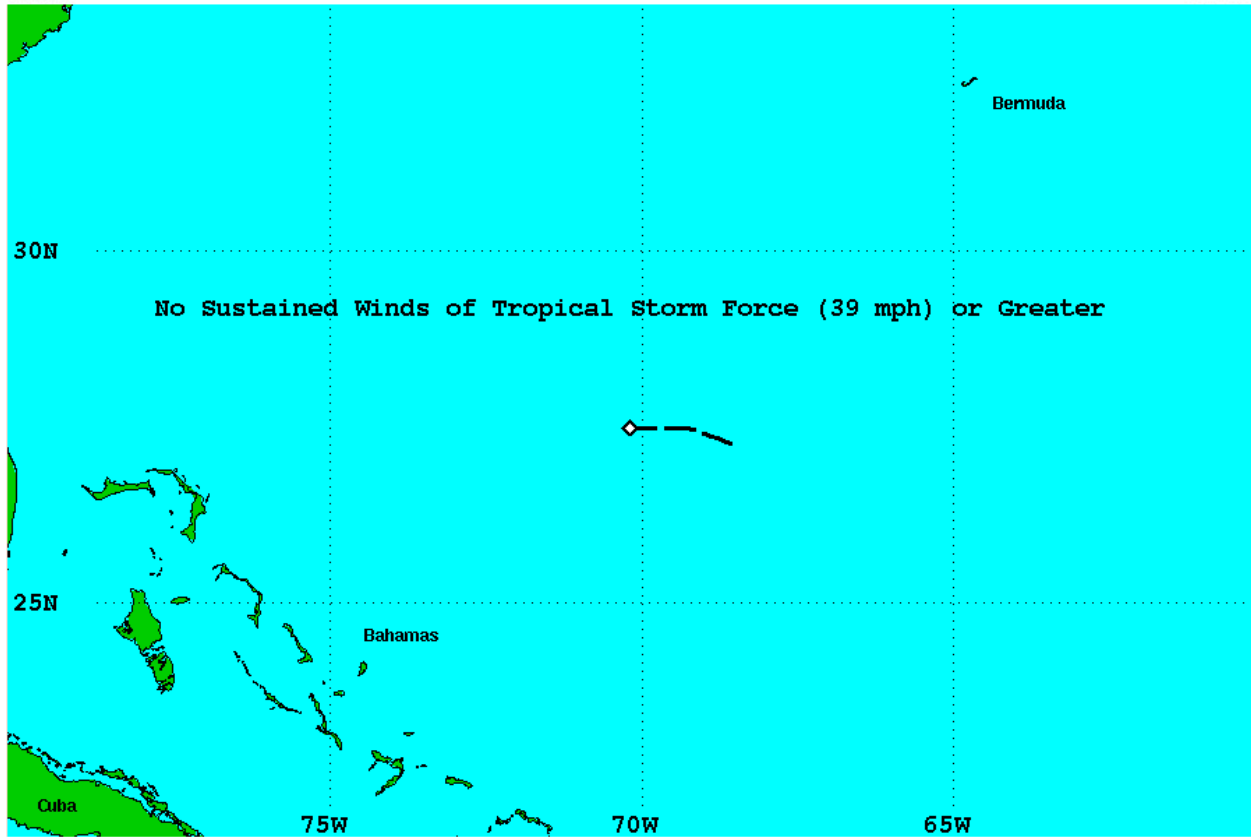 Bermuda
30N
No Sustained Winds of Tropical Storm Force (39 mph) or Greater
25N
Bahamas
Cuba
75W 70W 65W